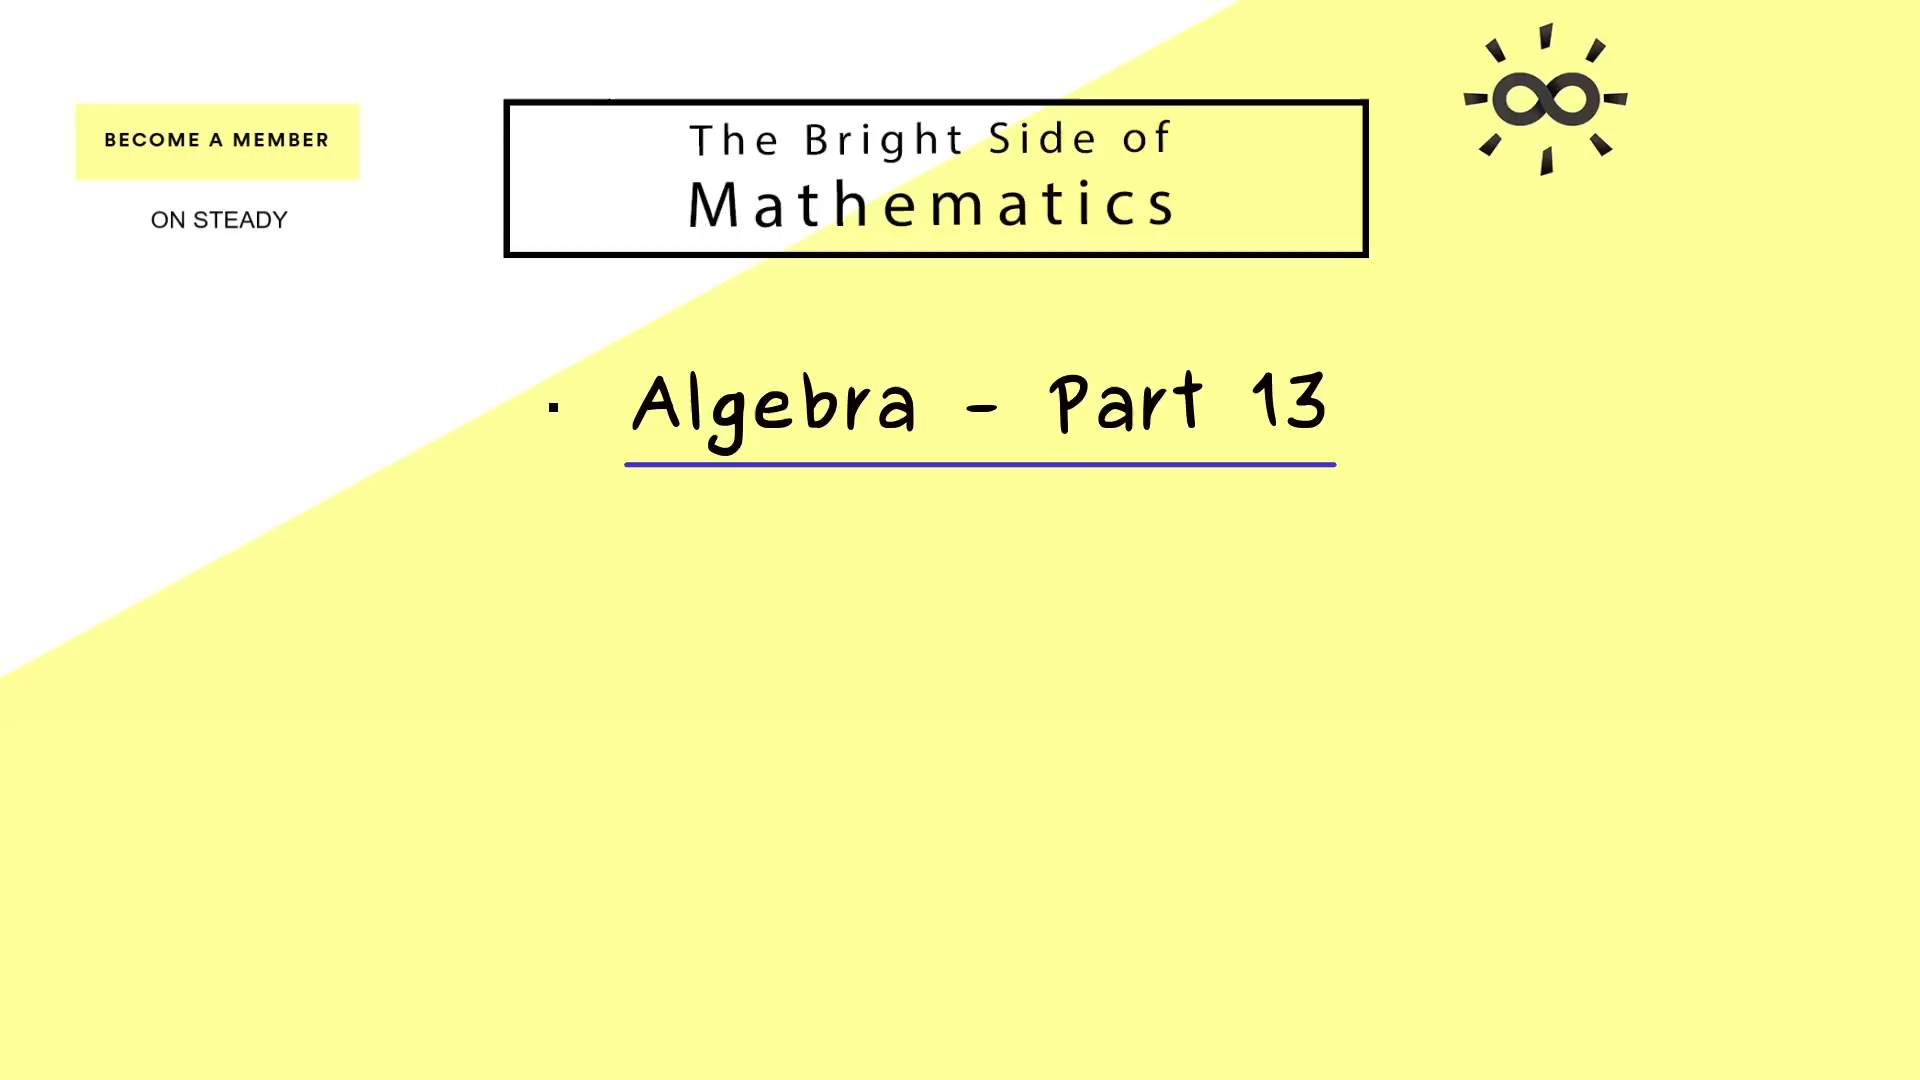 BECOME A MEMBER
ON STEADY
The Bright Side of
Mathematics
Algebra - Part 13